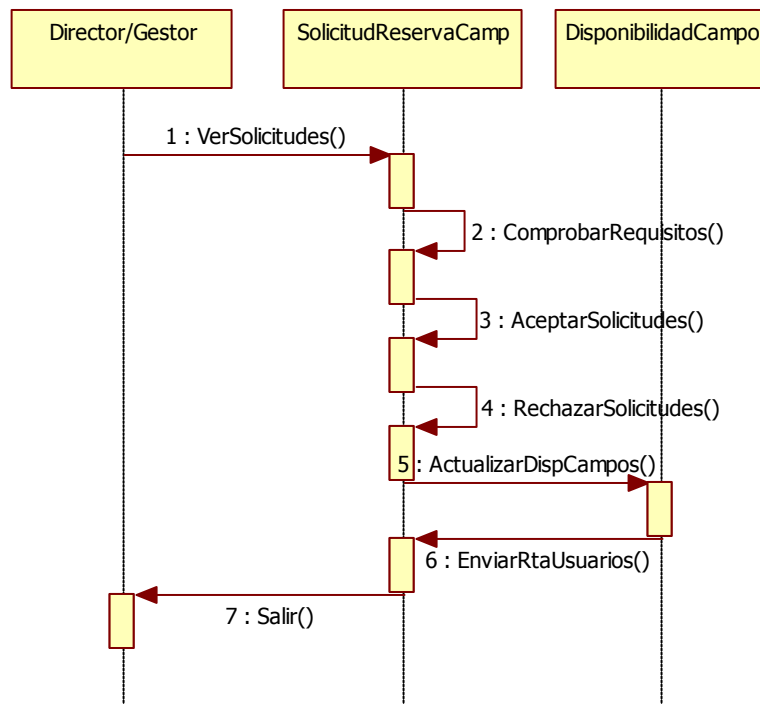 Director/Gestor
SolicitudReservaCamp
DisponibilidadCampo
1 : VerSolicitudes()
2 : ComprobarRequisitos()
3 : AceptarSolicitudes()
4 : RechazarSolicitudes()
5 : ActualizarDispCampos()
6 : EnviarRtaUsuarios()
7 : Salir()